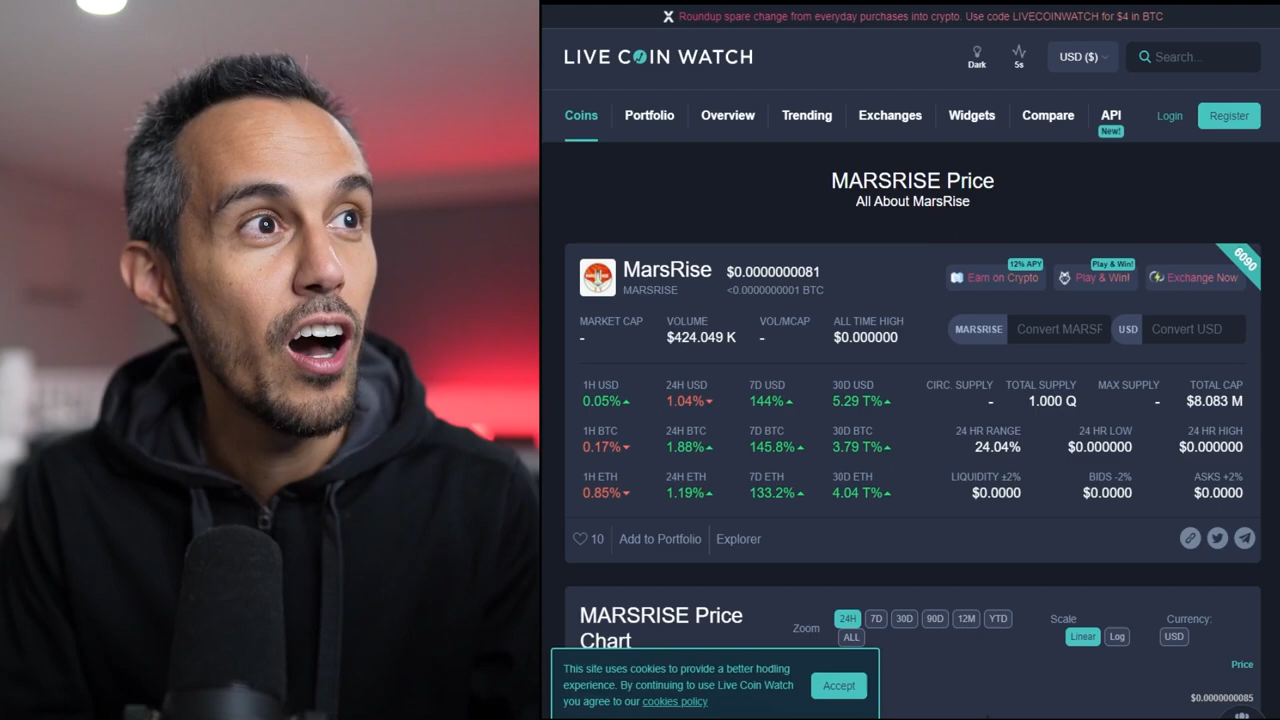 Roundup spare change from everyday purchases into crypto. Use code LIVECOINWATCH for $4 in BTC
LIVE COIN WATCH
Dark
5s
USD ($)
Search...
Coins
Portfolio
Overview
Trending
Exchanges
Widgets
Compare
API
New!
Login
Register
MARSRISE Price
All About MarsRise
6090
MarsRise
$0.0000000081
MARSRISE
<0.0000000001 BTC
12% APY
Earn on Crypto
Play & Win!
Play & Win!
Exchange Now
MARKET CAP
-
VOLUME
$424.049 K
VOL/MCAP
-
ALL TIME HIGH
$0.000000
MARSRISE
Convert MARSF
USD
Convert USD
1H USD
0.05%
24H USD
1.04%
7D USD
144%
30D USD
5.29 T%
CIRC. SUPPLY
-
TOTAL SUPPLY
1.000 Q
MAX SUPPLY
-
TOTAL CAP
$8.083 M
1H BTC
0.17%
24H BTC
1.88%
7D BTC
145.8%
30D BTC
3.79 T%
24 HR RANGE
24.04%
24 HR LOW
$0.000000
24 HR HIGH
$0.000000
1H ETH
0.85%
24H ETH
1.19%
7D ETH
133.2%
30D ETH
4.04 T%
LIQUIDITY ±2%
$0.0000
BIDS -2%
$0.0000
ASKS +2%
$0.0000
10
Add to Portfolio
Explorer
MARSRISE Price
Chart
Zoom
24H
7D
30D
90D
12M
YTD
ALL
Scale
Linear
Log
Currency:
USD
Price
$0.0000000085
This site uses cookies to provide a better hodling
experience. By continuing to use Live Coin Watch
you agree to our cookies policy
Accept